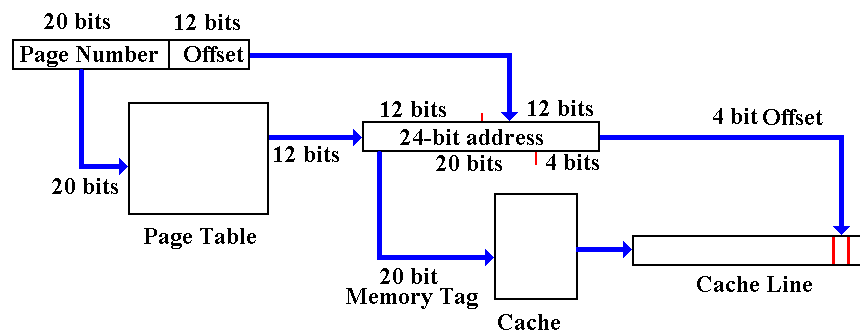 20 bits 12 bits
Page Number Offset
12 bits 12 bits
24-bit address
20 bits 4 bits
4 bit Offset
12 bits
20 bits
Page Table
20 bit
Memory Tag
Cache
Cache Line